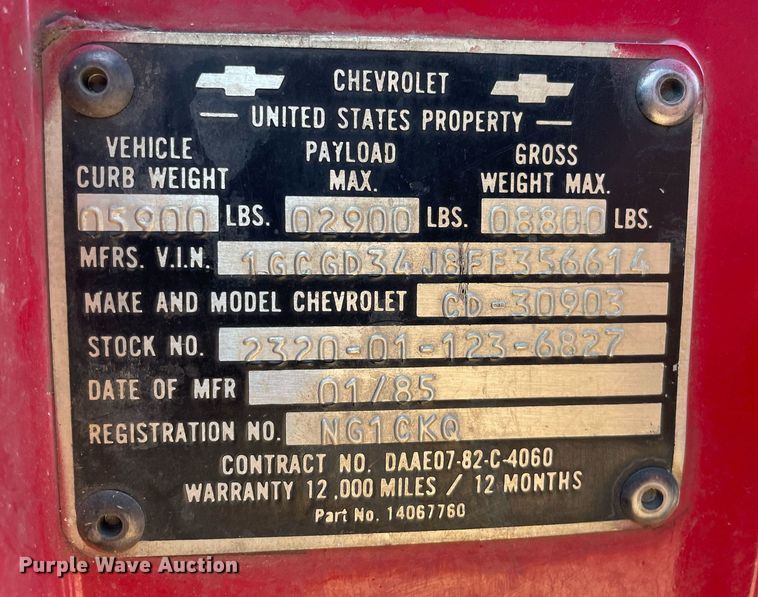 CHEVROLET
UNITED STATES PROPERTY
VEHICLE CURB WEIGHT PAYLOAD MAX. GROSS WEIGHT MAX.
05900 LBS. 02900 LBS. 08800 LBS.
MFRS. V.I.N. 1GCGD34J8FF356614
MAKE AND MODEL CHEVROLET CD-30903
STOCK NO. 2320-01-123-6827
DATE OF MFR 01/85
REGISTRATION NO. NG1CKQ
CONTRACT NO. DAAE07-82-C-4060
WARRANTY 12,000 MILES / 12 MONTHS
Part No. 14067760
Purple Wave Auction